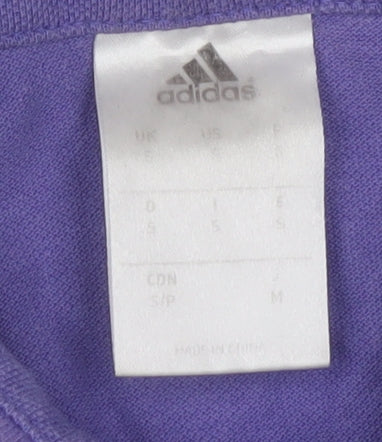 adidas
UK US F
S S S
D I E
S S S
CDN J
S/P M
MADE IN CHINA